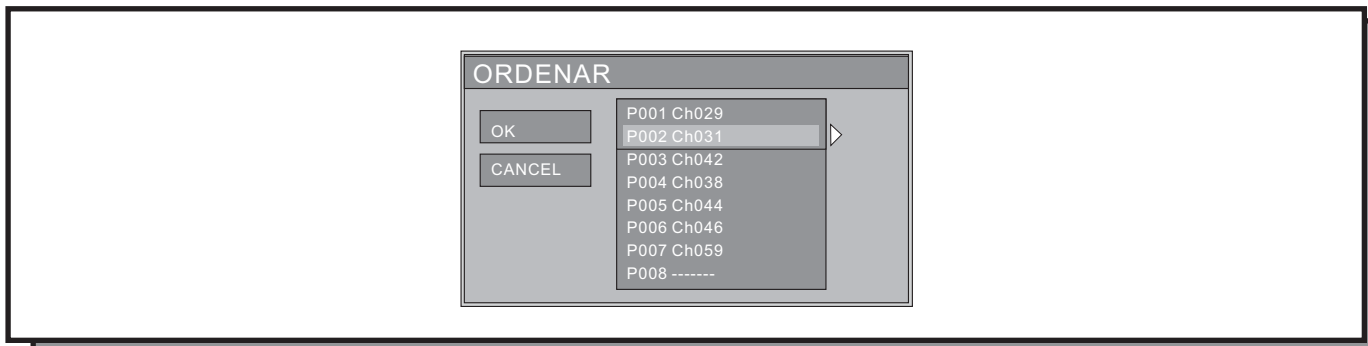 ORDENAR
OK
CANCEL
P001 Ch029
P002 Ch031
P003 Ch042
P004 Ch038
P005 Ch044
P006 Ch046
P007 Ch059
P008 -------